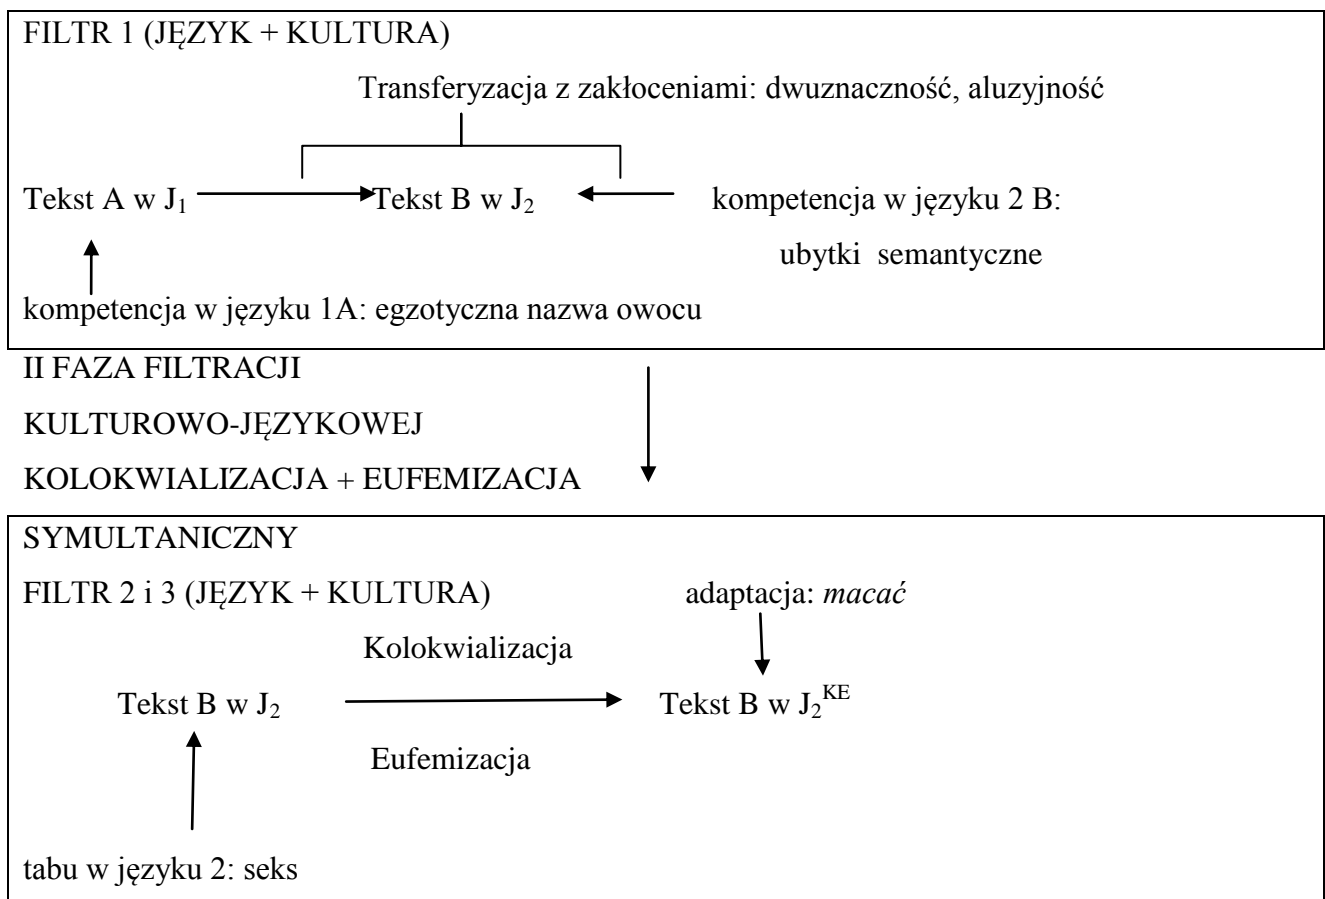 FILTR 1 (JĘZYK + KULTURA)
Transferyzacja z zakłóceniami: dwuznaczność, aluzyjność
Tekst A w J₁ Tekst B w J₂ kompetencja w języku 2 B:
ubytki semantyczne
kompetencja w języku 1A: egzotyczna nazwa owocu
II FAZA FILTRACJI
KULTUROWO-JĘZYKOWEJ
KOLOKWIALIZACJA + EUFEMIZACJA
SYMULTANICZNY
FILTR 2 i 3 (JĘZYK + KULTURA) adaptacja: macać
Kolokwializacja
Tekst B w J₂ Tekst B w J₂ᴷᴱ
Eufemizacja
tabu w języku 2: seks